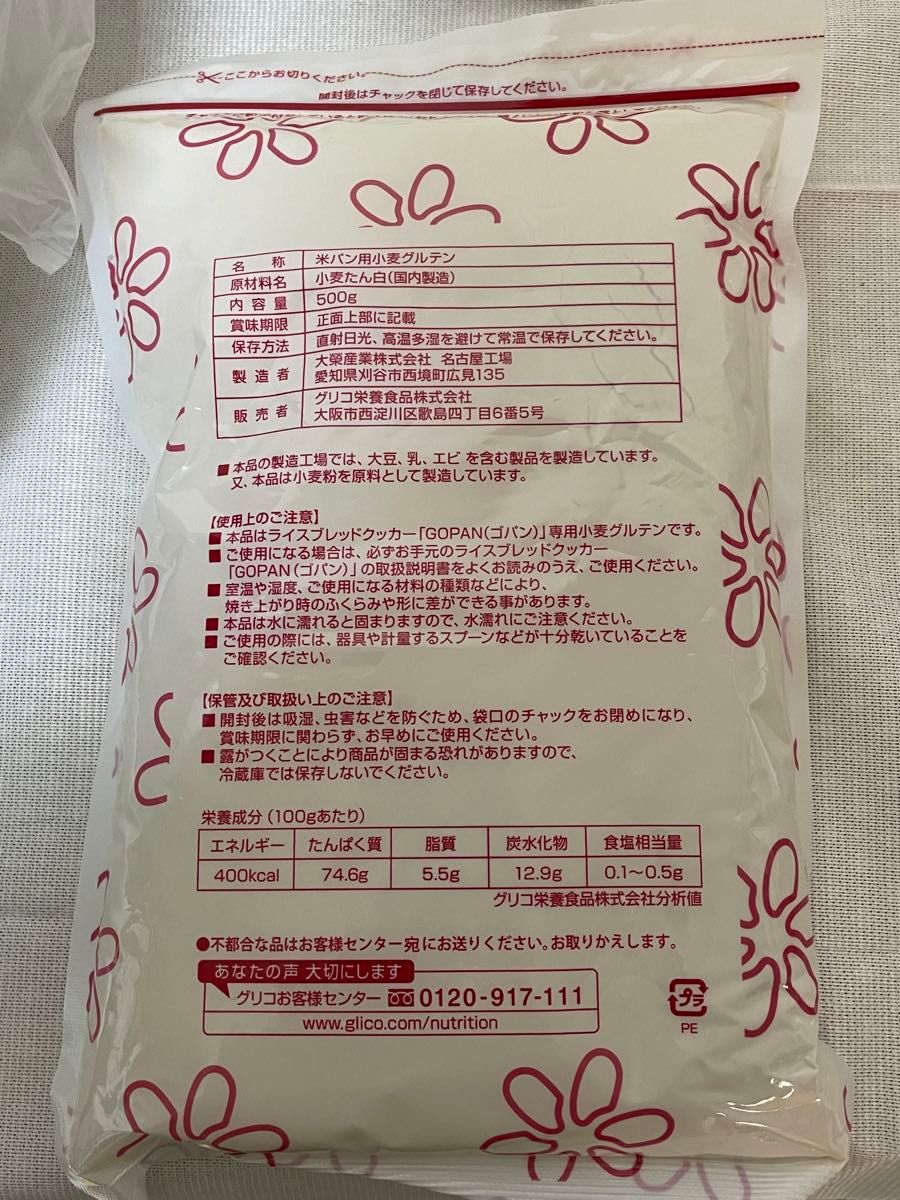 ここからお切りください。
開封後はチャックを閉じて保存してください。
名称 米パン用小麦グルテン
原材料名 小麦たん白(国内製造)
内容量 500g
賞味期限 正面上部に記載
保存方法 直射日光、高温多湿を避けて常温で保存してください。
製造者 大榮産業株式会社 名古屋工場
愛知県刈谷市西境町広見135
販売者 グリコ栄養食品株式会社
大阪市西淀川区歌島四丁目6番5号
■本品の製造工場では、大豆、乳、エビ を含む製品を製造しています。
又、本品は小麦粉を原料として製造しています。
【使用上のご注意】
■本品はライスブレッドクッカー「GOPAN(ゴパン)」専用小麦グルテンです。
■ご使用になる場合は、必ずお手元のライスブレッドクッカー
「GOPAN(ゴパン)」の取扱説明書をよくお読みのうえ、ご使用ください。
■室温や湿度、ご使用になる材料の種類などにより、
焼き上がり時のふくらみや形に差ができる事があります。
■本品は水に濡れると固まりますので、水濡れにご注意ください。
■ご使用の際には、器具や計量するスプーンなどが十分乾いていることを
ご確認ください。
【保管及び取扱い上のご注意】
■開封後は吸湿、虫害などを防ぐため、袋口のチャックをお閉めになり、
賞味期限に関わらず、お早めにご使用ください。
■露がつくことにより商品が固まる恐れがありますので、
冷蔵庫では保存しないでください。
栄養成分(100gあたり)
エネルギー たんぱく質 脂質 炭水化物 食塩相当量
400kcal 74.6g 5.5g 12.9g 0.1〜0.5g
グリコ栄養食品株式会社分析値
●不都合な品はお客様センター宛にお送りください。お取りかえします。
あなたの声 大切にします
グリコお客様センター 0120-917-111
www.glico.com/nutrition
プラ
PE